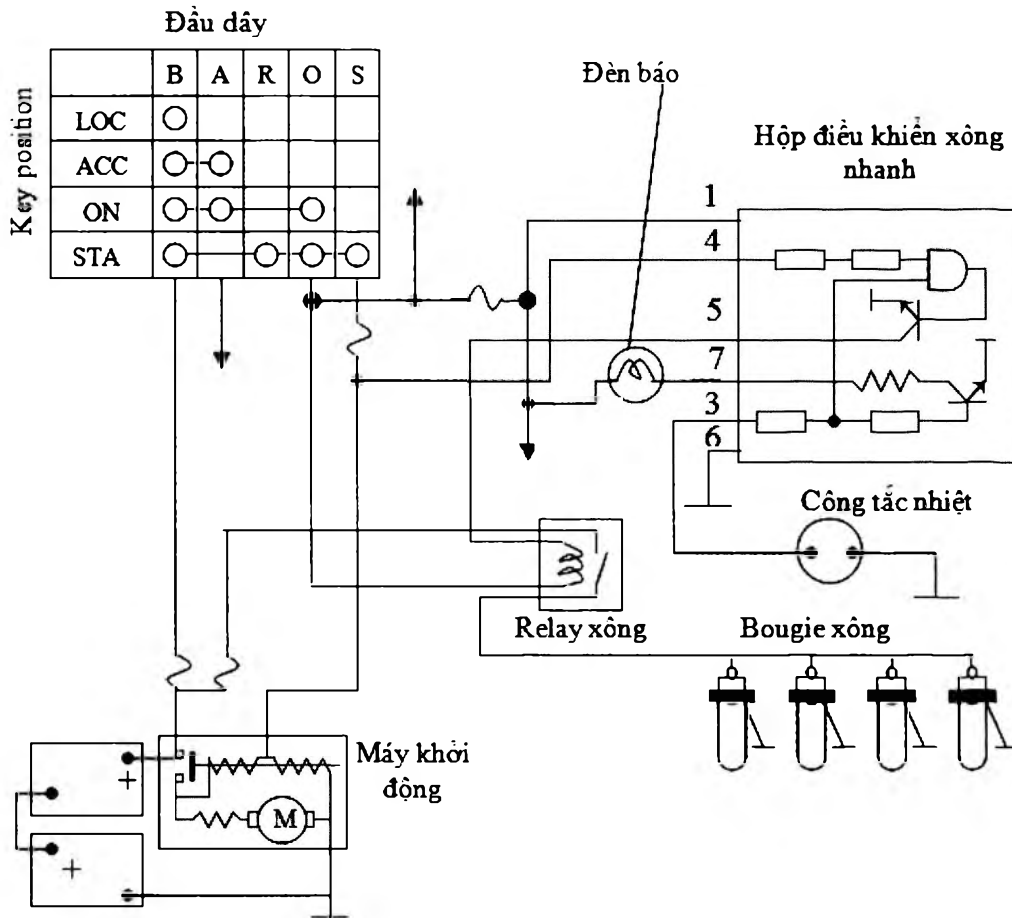 Đầu dây
B A R O S
LOC
ACC
ON
STA
Key position
Đèn báo
Hộp điều khiển xông
nhanh
1
4
5
7
3
6
Công tắc nhiệt
Relay xông
Bougie xông
Máy khởi
động
M
+
+